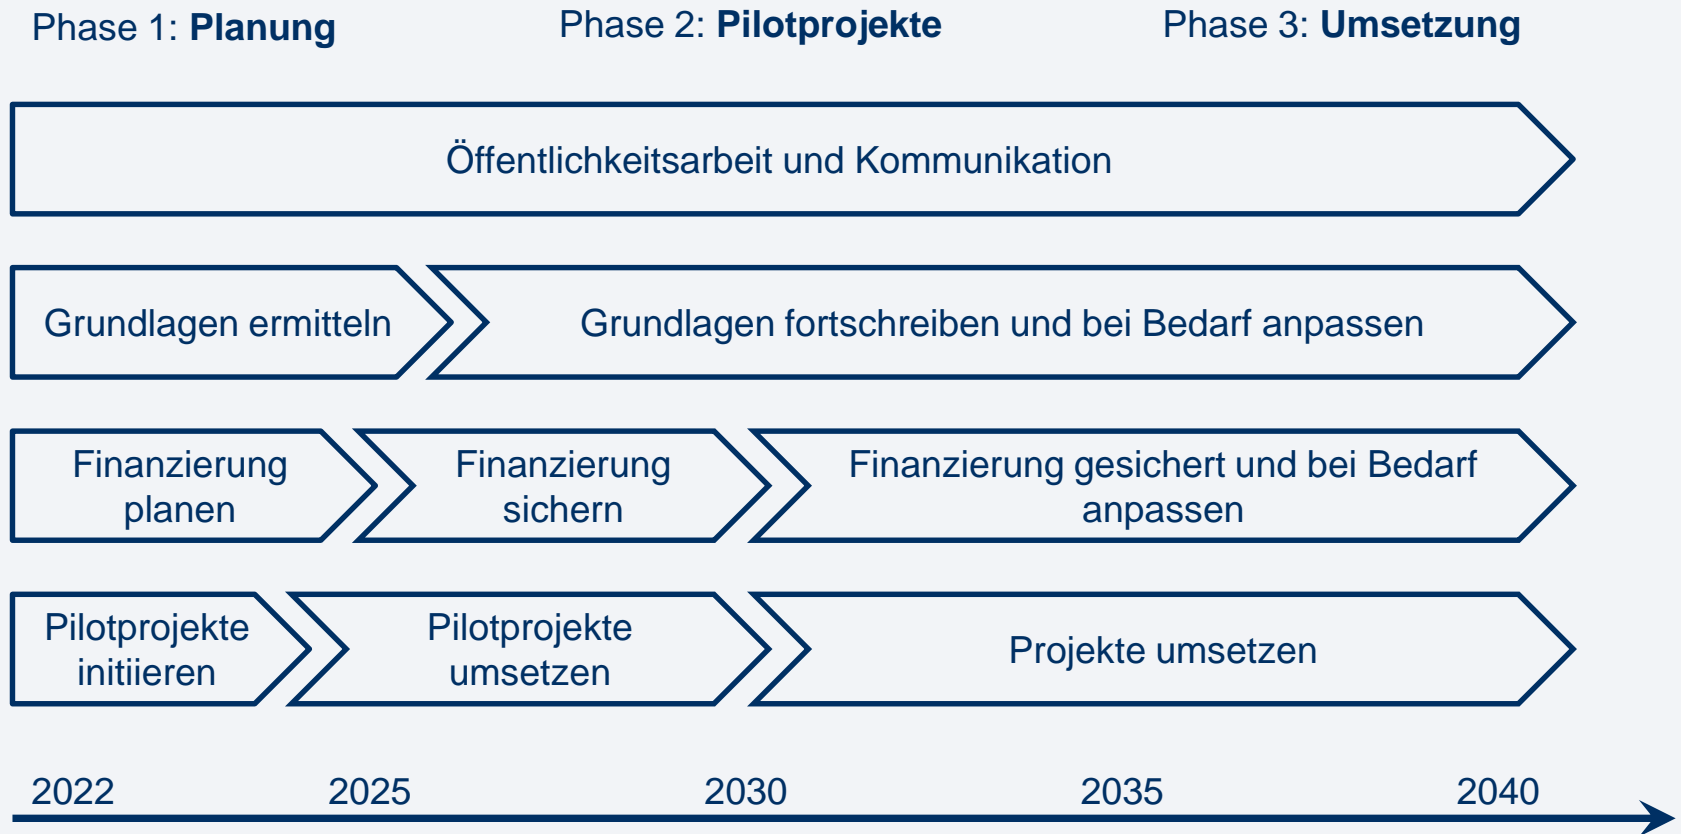 Phase 1: Planung
Phase 2: Pilotprojekte
Phase 3: Umsetzung
Öffentlichkeitsarbeit und Kommunikation
Grundlagen ermitteln
Grundlagen fortschreiben und bei Bedarf anpassen
Finanzierung
planen
Finanzierung
sichern
Finanzierung gesichert und bei Bedarf
anpassen
Pilotprojekte
initiieren
Pilotprojekte
umsetzen
Projekte umsetzen
2022
2025
2030
2035
2040